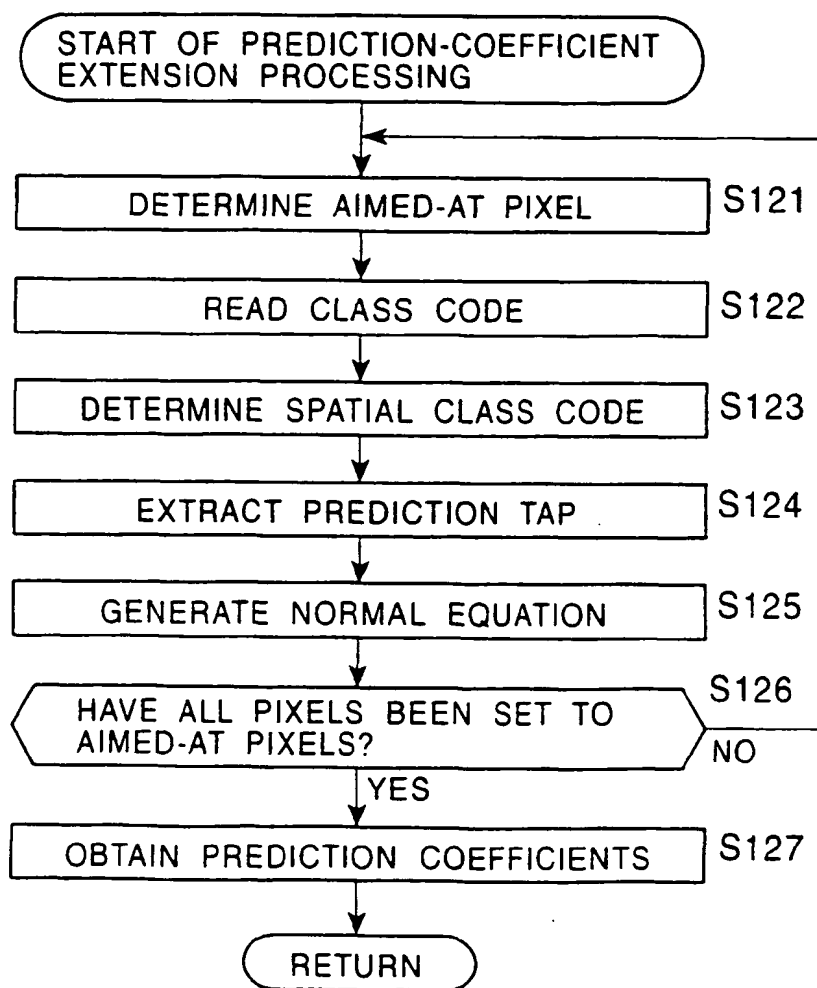 START OF PREDICTION-COEFFICIENT
EXTENSION PROCESSING
DETERMINE AIMED-AT PIXEL
S121
READ CLASS CODE
S122
DETERMINE SPATIAL CLASS CODE
S123
EXTRACT PREDICTION TAP
S124
GENERATE NORMAL EQUATION
S125
S126
HAVE ALL PIXELS BEEN SET TO
AIMED-AT PIXELS?
NO
YES
OBTAIN PREDICTION COEFFICIENTS
S127
RETURN